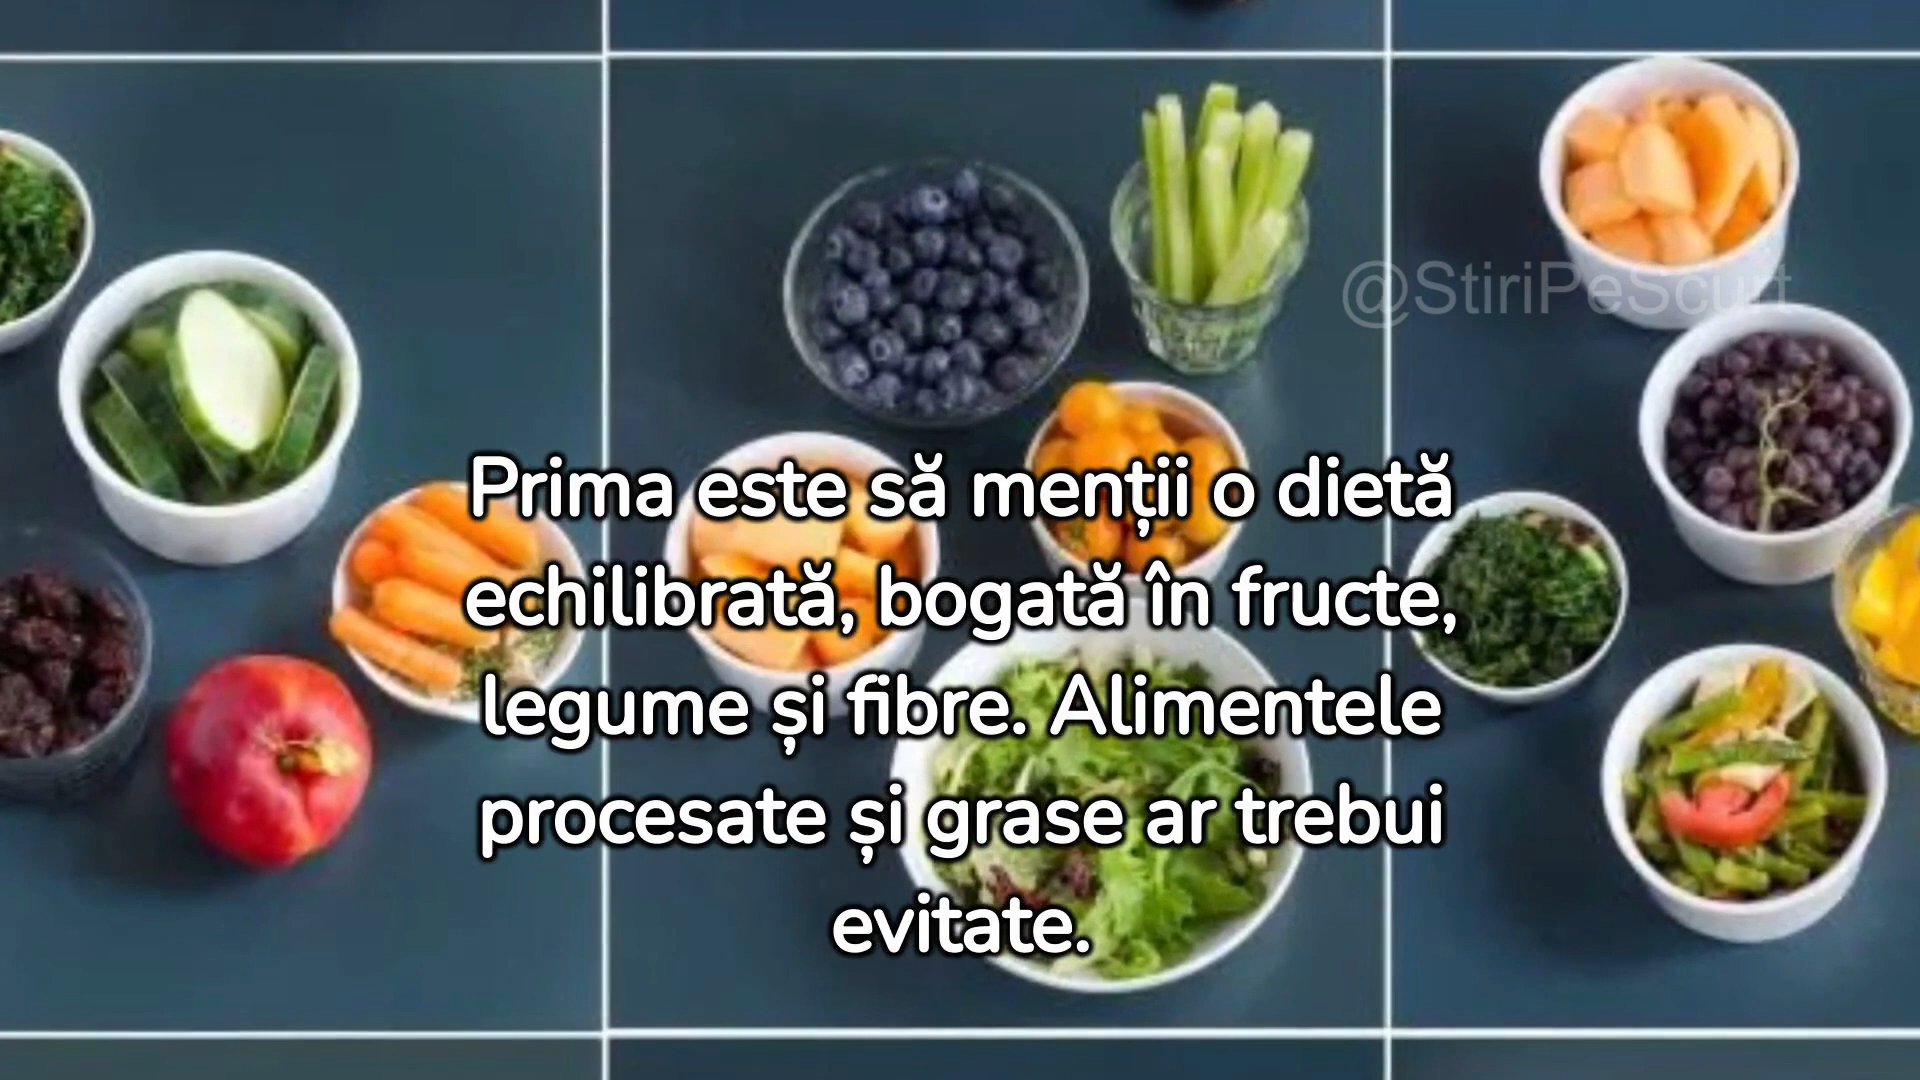 @StiriPeScurt
Prima este să menții o dietă
echilibrată, bogată în fructe,
legume și fibre. Alimentele
procesate și grase ar trebui
evitate.